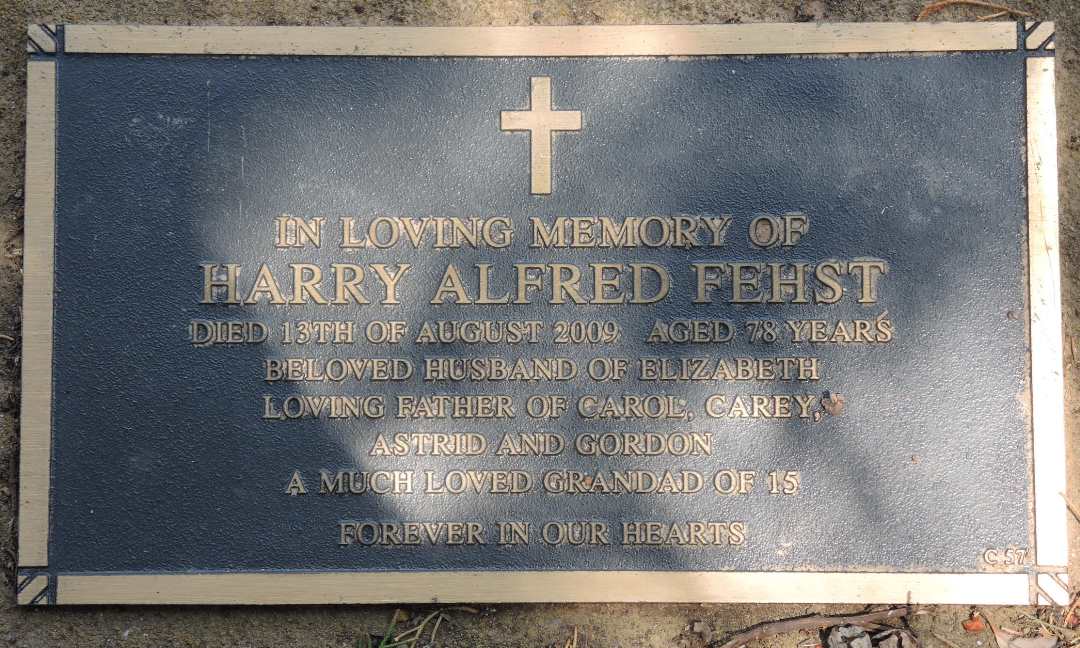 IN LOVING MEMORY OF
HARRY ALFRED FEHST
DIED 13TH OF AUGUST 2009 AGED 78 YEARS
BELOVED HUSBAND OF ELIZABETH
LOVING FATHER OF CAROL, CAREY,
ASTRID AND GORDON
A MUCH LOVED GRANDAD OF 15
FOREVER IN OUR HEARTS
C 57